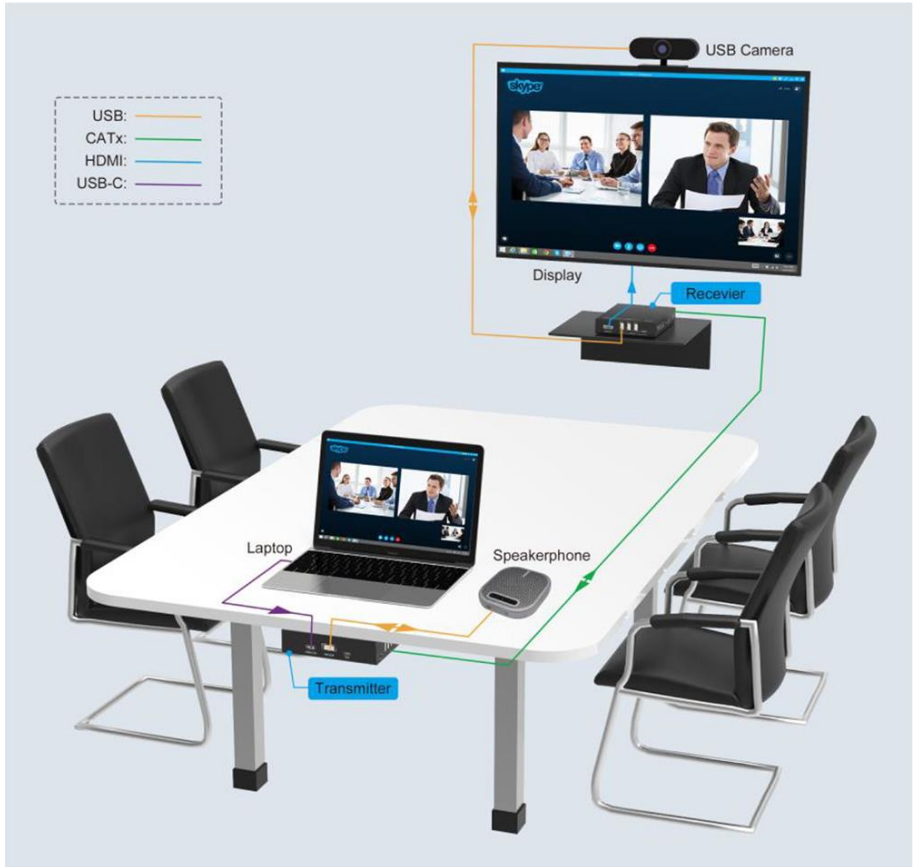 USB Camera
USB:
CATx:
HDMI:
USB-C:
skype
Display
Recevier
skype
Laptop
Speakerphone
Transmitter